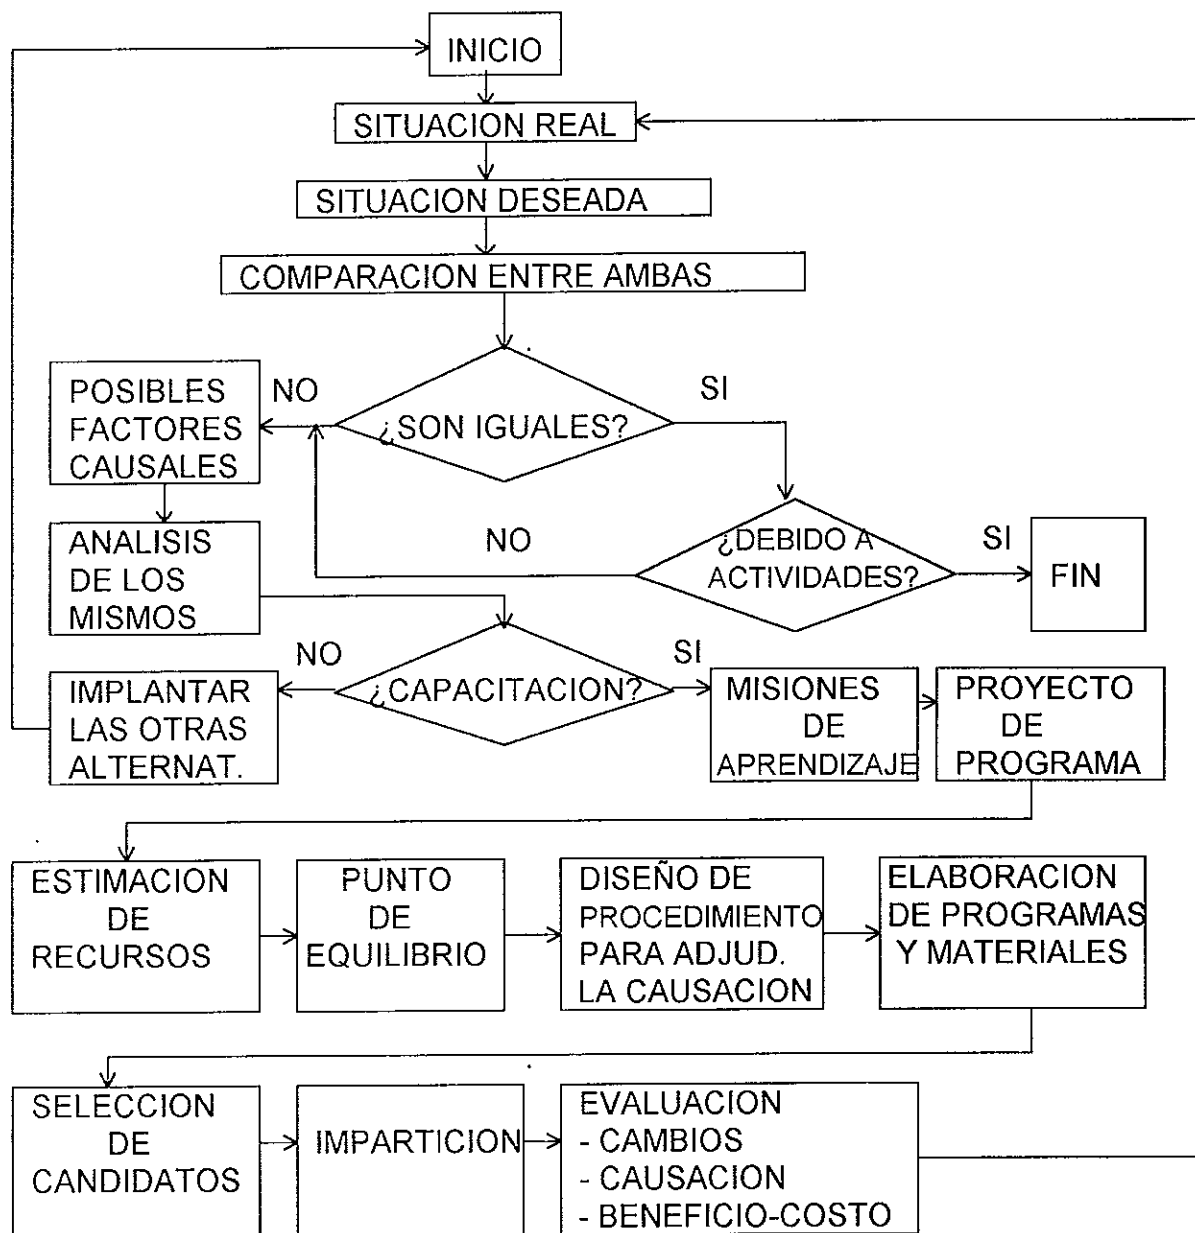 INICIO
SITUACION REAL
SITUACION DESEADA
COMPARACION ENTRE AMBAS
POSIBLES
FACTORES
CAUSALES
NO
¿SON IGUALES?
SI
ANALISIS
DE LOS
MISMOS
NO
¿DEBIDO A
ACTIVIDADES?
SI
FIN
IMPLANTAR
LAS OTRAS
ALTERNAT.
NO
¿CAPACITACION?
SI
MISIONES
DE
APRENDIZAJE
PROYECTO
DE
PROGRAMA
ESTIMACION
DE
RECURSOS
PUNTO
DE
EQUILIBRIO
DISEÑO DE
PROCEDIMIENTO
PARA ADJUD.
LA CAUSACION
ELABORACION
DE PROGRAMAS
Y MATERIALES
SELECCION
DE
CANDIDATOS
IMPARTICION
EVALUACION
- CAMBIOS
- CAUSACION
- BENEFICIO-COSTO